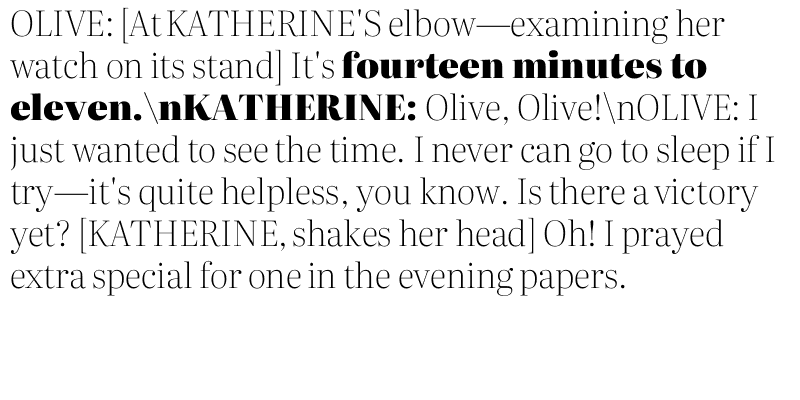 OLIVE: [At KATHERINE'S elbow—examining her
watch on its stand] It's fourteen minutes to
eleven.\nKATHERINE: Olive, Olive!\nOLIVE: I
just wanted to see the time. I never can go to sleep if I
try—it's quite helpless, you know. Is there a victory
yet? [KATHERINE, shakes her head] Oh! I prayed
extra special for one in the evening papers.